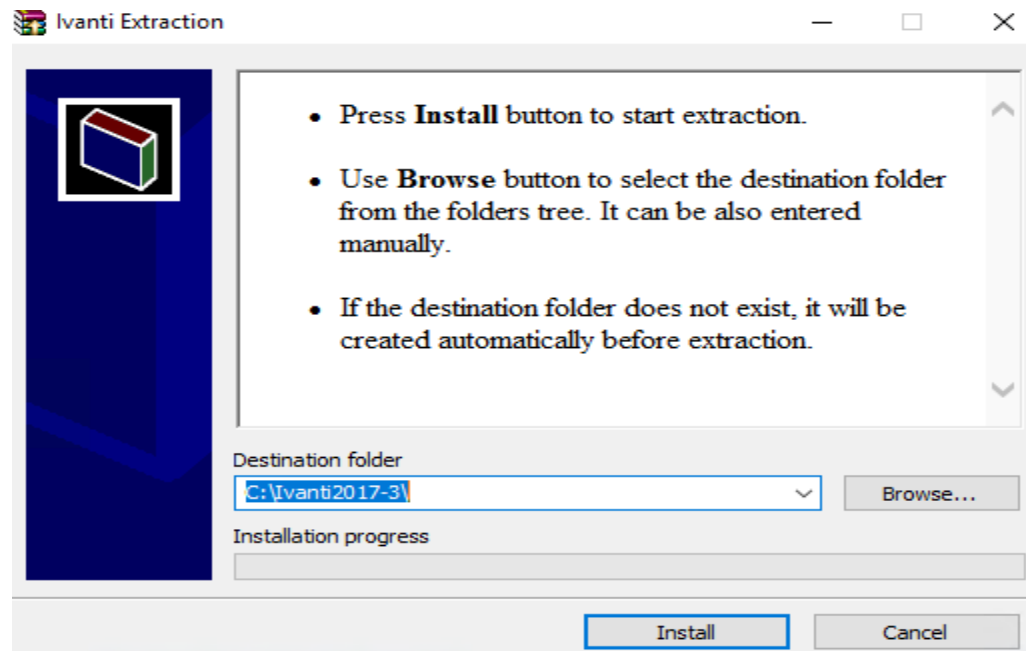 Ivanti Extraction
• Press Install button to start extraction.
• Use Browse button to select the destination folder
from the folders tree. It can be also entered
manually.
• If the destination folder does not exist, it will be
created automatically before extraction.
Destination folder
C:\Ivanti2017-3\
Browse...
Installation progress
Install
Cancel